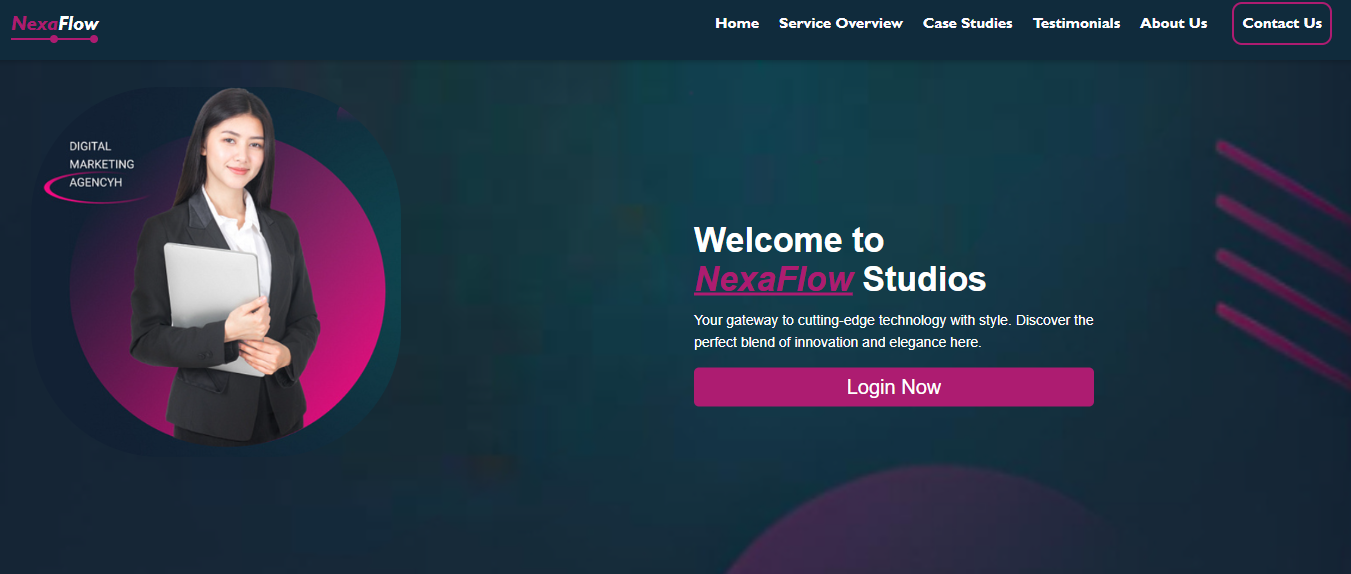 NexaFlow
Home Service Overview Case Studies Testimonials About Us Contact Us
DIGITAL
MARKETING
AGENCYH
Welcome to
NexaFlow Studios
Your gateway to cutting-edge technology with style. Discover the
perfect blend of innovation and elegance here.
Login Now